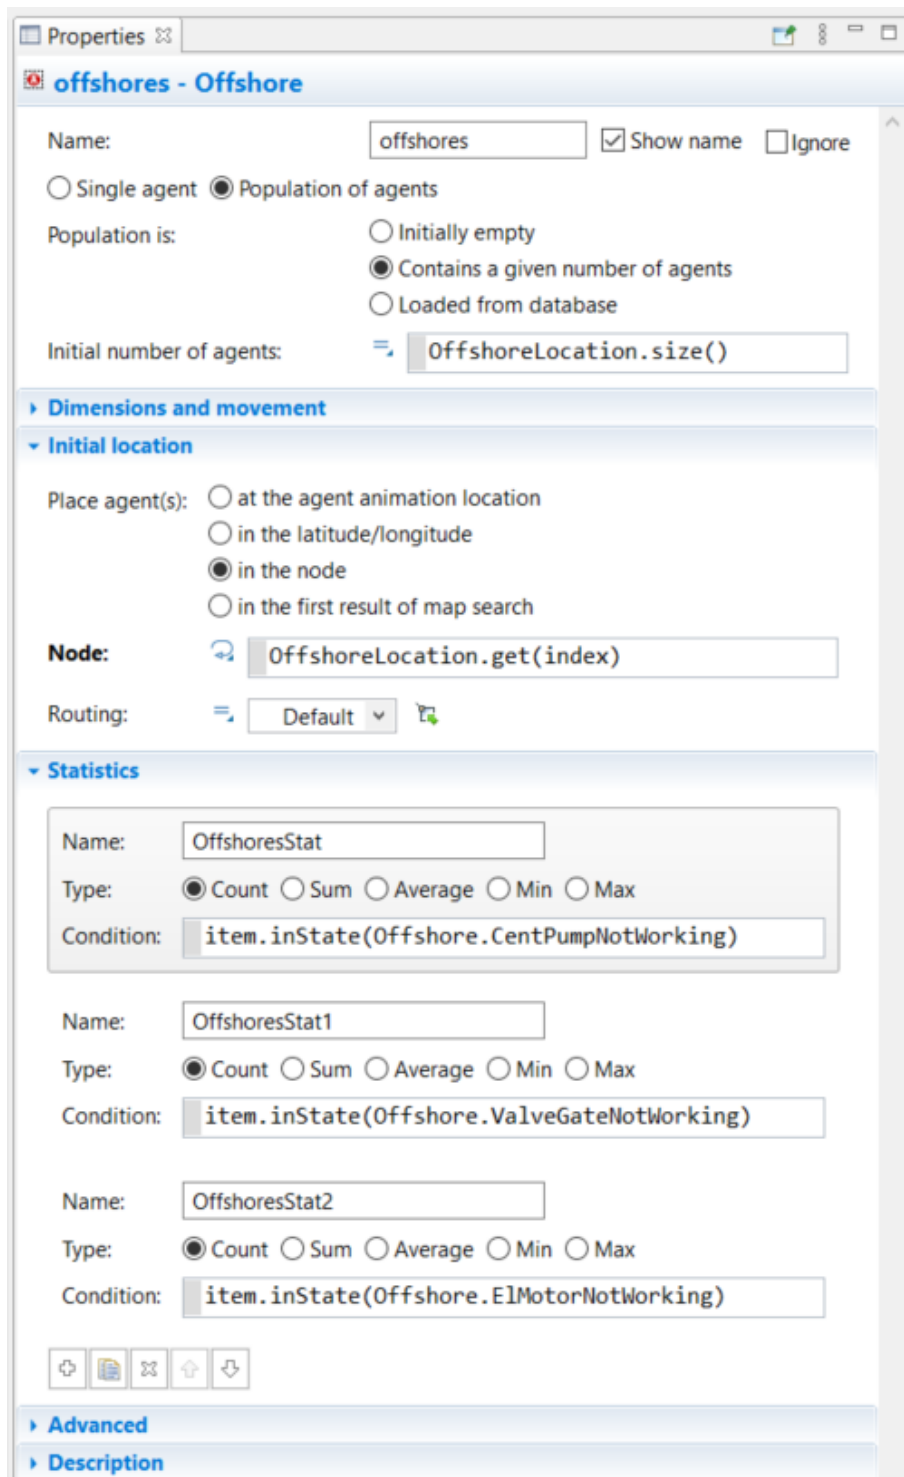 Properties
offshores - Offshore
Name: offshores Show name Ignore
Single agent Population of agents
Population is: Initially empty
Contains a given number of agents
Loaded from database
Initial number of agents: OffshoreLocation.size()
Dimensions and movement
Initial location
Place agent(s): at the agent animation location
in the latitude/longitude
in the node
in the first result of map search
Node: OffshoreLocation.get(index)
Routing: Default
Statistics
Name: OffshoresStat
Type: Count Sum Average Min Max
Condition: item.inState(Offshore.CentPumpNotWorking)
Name: OffshoresStat1
Type: Count Sum Average Min Max
Condition: item.inState(Offshore.ValveGateNotWorking)
Name: OffshoresStat2
Type: Count Sum Average Min Max
Condition: item.inState(Offshore.ElMotorNotWorking)
Advanced
Description